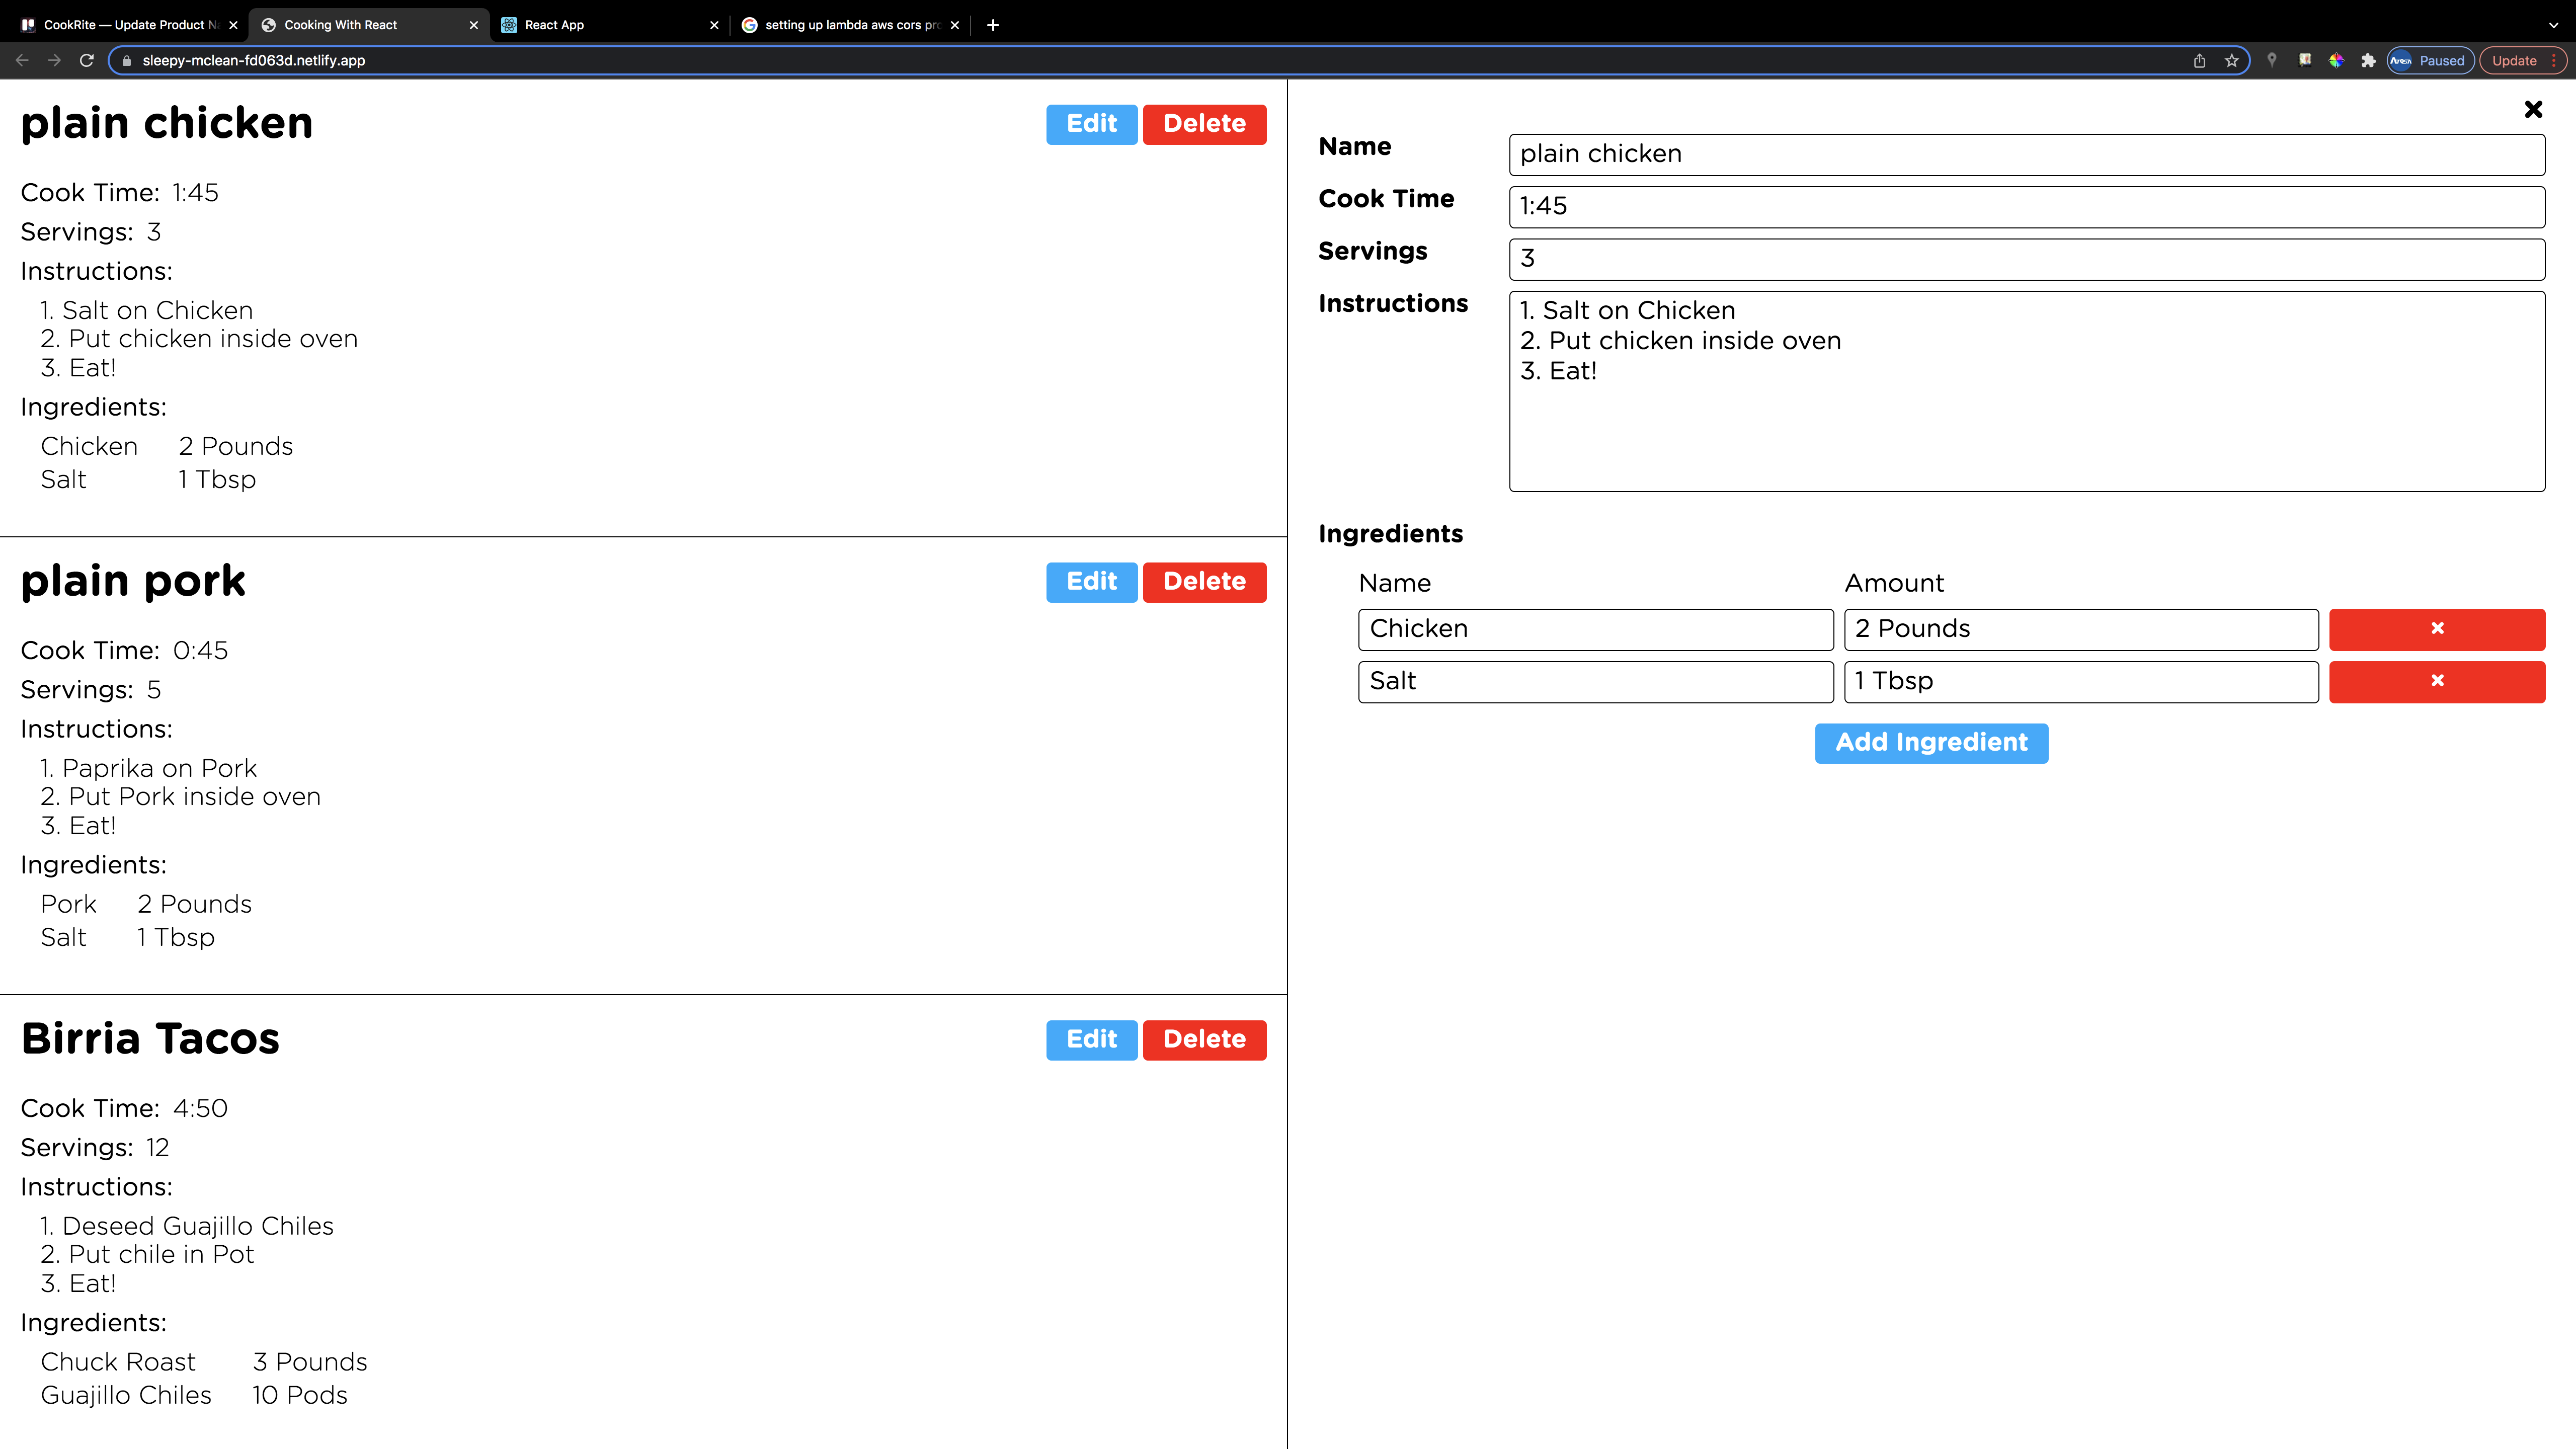 CookRite — Update Product N
Cooking With React
React App
setting up lambda aws cors pr
sleepy-mclean-fd063d.netlify.app
Paused
Update
plain chicken
Edit
Delete
Cook Time: 1:45
Servings: 3
Instructions:
1. Salt on Chicken
2. Put chicken inside oven
3. Eat!
Ingredients:
Chicken 2 Pounds
Salt 1 Tbsp
plain pork
Edit
Delete
Cook Time: 0:45
Servings: 5
Instructions:
1. Paprika on Pork
2. Put Pork inside oven
3. Eat!
Ingredients:
Pork 2 Pounds
Salt 1 Tbsp
Birria Tacos
Edit
Delete
Cook Time: 4:50
Servings: 12
Instructions:
1. Deseed Guajillo Chiles
2. Put chile in Pot
3. Eat!
Ingredients:
Chuck Roast 3 Pounds
Guajillo Chiles 10 Pods
Name plain chicken
Cook Time 1:45
Servings 3
Instructions 1. Salt on Chicken
2. Put chicken inside oven
3. Eat!
Ingredients
Name Amount
Chicken 2 Pounds
Salt 1 Tbsp
Add Ingredient